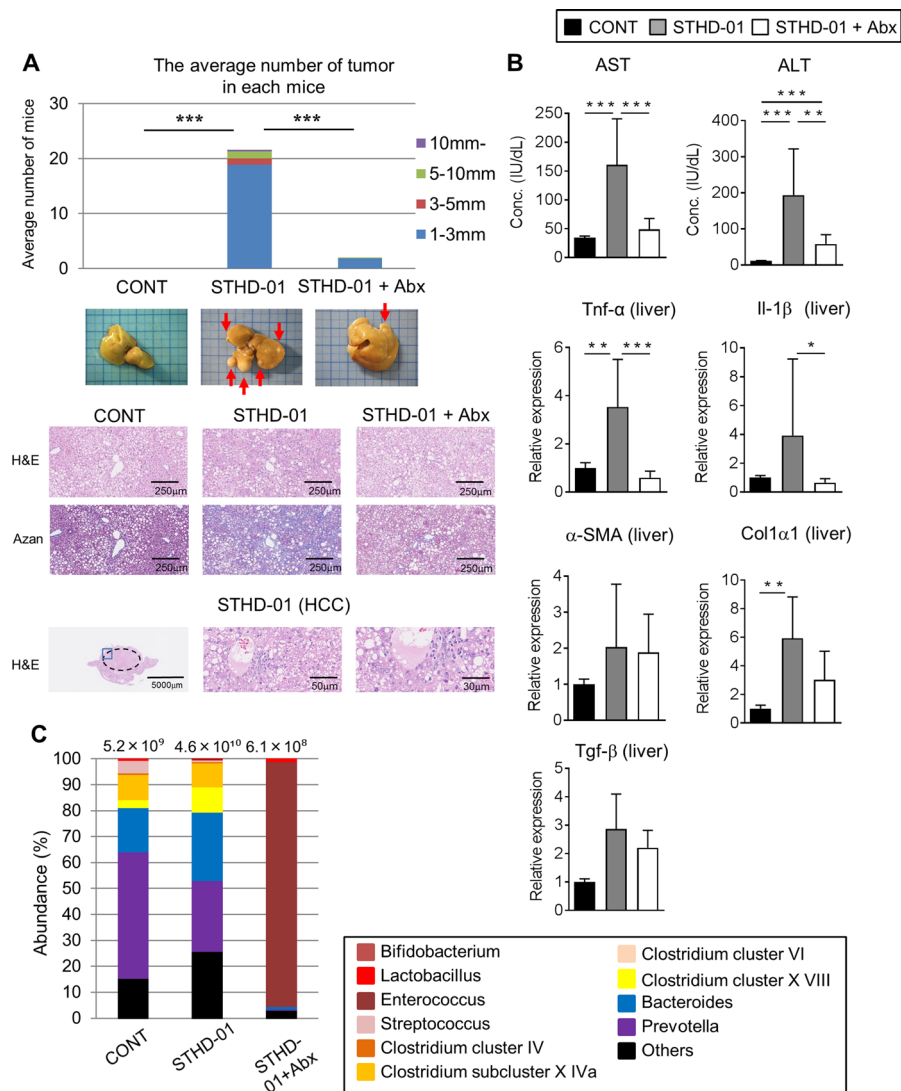 CONT STHD-01 STHD-01 + Abx
A
The average number of tumor
in each mice
Average number of mice
30
20
10
0
***
***
10mm-
5-10mm
3-5mm
1-3mm
CONT STHD-01 STHD-01 + Abx
CONT STHD-01 STHD-01 + Abx
H&E
250μm 250μm 250μm
Azan
250μm 250μm 250μm
STHD-01 (HCC)
H&E
5000μm 50μm 30μm
B
AST
Conc. (IU/dL)
250
200
150
100
50
0
*** ***
ALT
Conc. (IU/dL)
400
300
200
100
0
***
*** **
Tnf-α (liver)
Relative expression
6
4
2
0
** ***
Il-1β (liver)
Relative expression
10
8
6
4
2
0
*
α-SMA (liver)
Relative expression
4
3
2
1
0
Col1α1 (liver)
Relative expression
10
8
6
4
2
0
**
Tgf-β (liver)
Relative expression
5
4
3
2
1
0
C
5.2 × 10⁹ 4.6 × 10¹⁰ 6.1 × 10⁸
Abundance (%)
100
90
80
70
60
50
40
30
20
10
0
CONT
STHD-01
STHD-
01+Abx
Bifidobacterium
Lactobacillus
Enterococcus
Streptococcus
Clostridium cluster IV
Clostridium subcluster X IVa
Clostridium cluster VI
Clostridium cluster X VIII
Bacteroides
Prevotella
Others